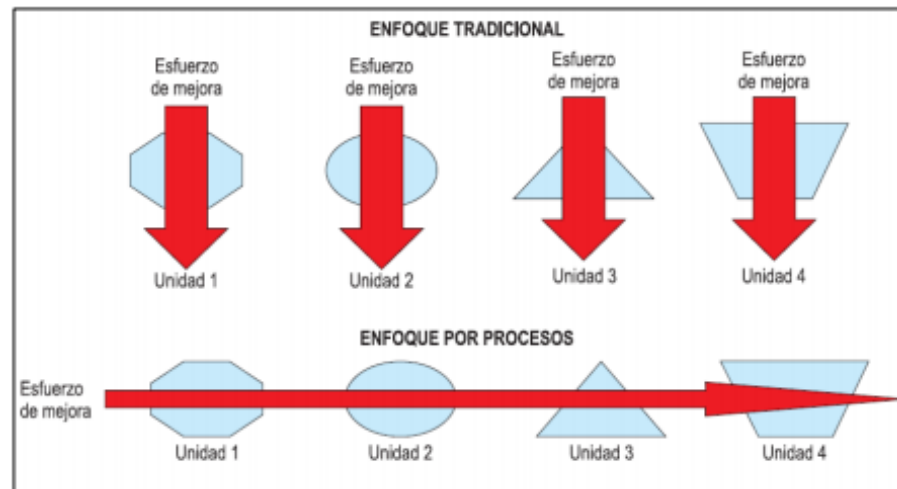 ENFOQUE TRADICIONAL
Esfuerzo
de mejora
Esfuerzo
de mejora
Esfuerzo
de mejora
Esfuerzo
de mejora
Unidad 1
Unidad 2
Unidad 3
Unidad 4
ENFOQUE POR PROCESOS
Esfuerzo
de mejora
Unidad 1
Unidad 2
Unidad 3
Unidad 4